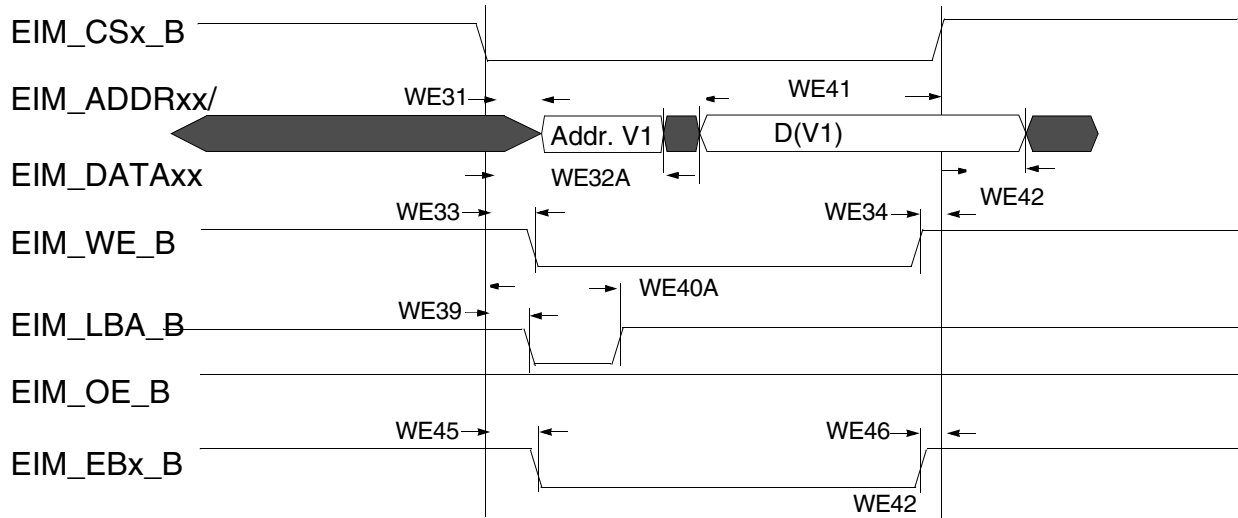 EIM_CSx_B
EIM_ADDRxx/
WE31
WE41
Addr. V1
D(V1)
EIM_DATAxx
WE32A
WE42
WE33
WE34
EIM_WE_B
WE40A
WE39
EIM_LBA_B
EIM_OE_B
WE45
WE46
EIM_EBx_B
WE42